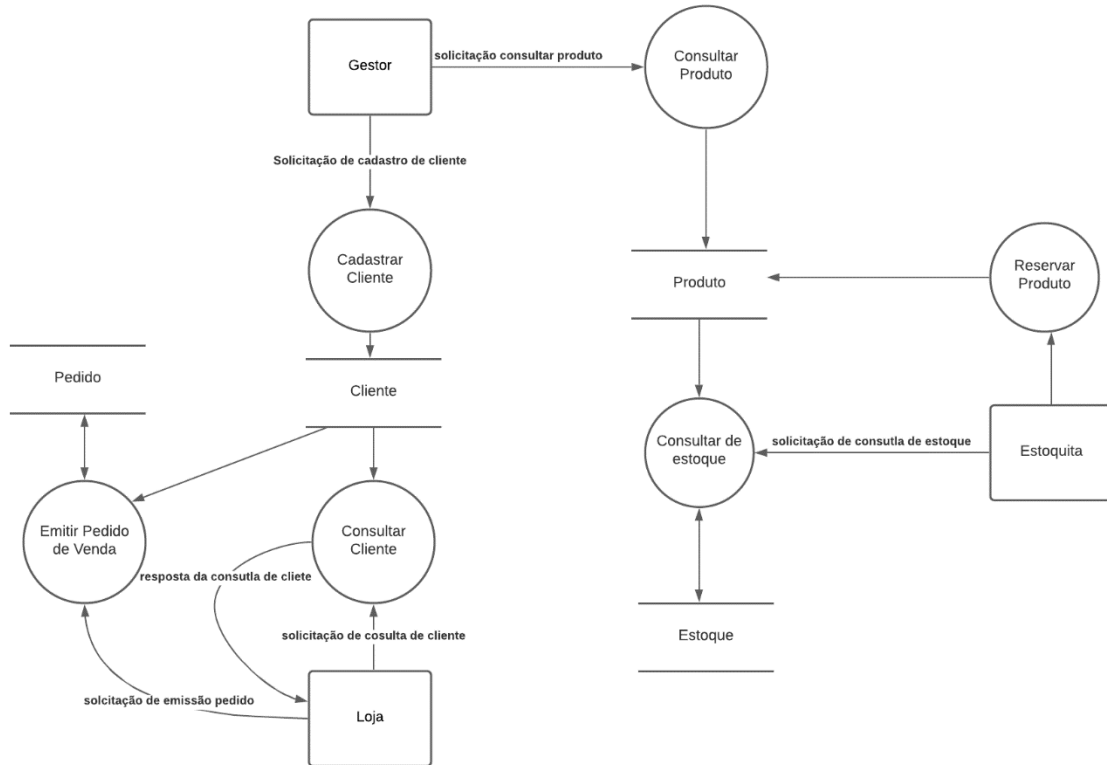 Gestor
solicitação consultar produto
Consultar
Produto
Solicitação de cadastro de cliente
Cadastrar
Cliente
Produto
Reservar
Produto
Pedido
Cliente
Consultar de
estoque
solicitação de consutla de estoque
Estoquita
Emitir Pedido
de Venda
Consultar
Cliente
resposta da consutla de cliete
solicitação de cosulta de cliente
Estoque
solcitação de emissão pedido
Loja